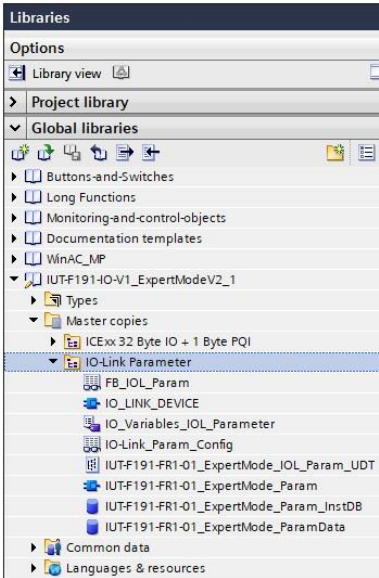 Libraries
Options
Library view
Project library
Global libraries
Buttons-and-Switches
Long Functions
Monitoring-and-control-objects
Documentation templates
WinAC_MP
IUT-F191-IO-V1_ExpertModeV2_1
Types
Master copies
ICExx 32 Byte IO + 1 Byte PQI
IO-Link Parameter
FB_IOL_Param
IO_LINK_DEVICE
IO_Variables_IOL_Parameter
IO-Link_Param_Config
IUT-F191-FR1-01_ExpertMode_IOL_Param_UDT
IUT-F191-FR1-01_ExpertMode_Param
IUT-F191-FR1-01_ExpertMode_Param_InstDB
IUT-F191-FR1-01_ExpertMode_ParamData
Common data
Languages & resources